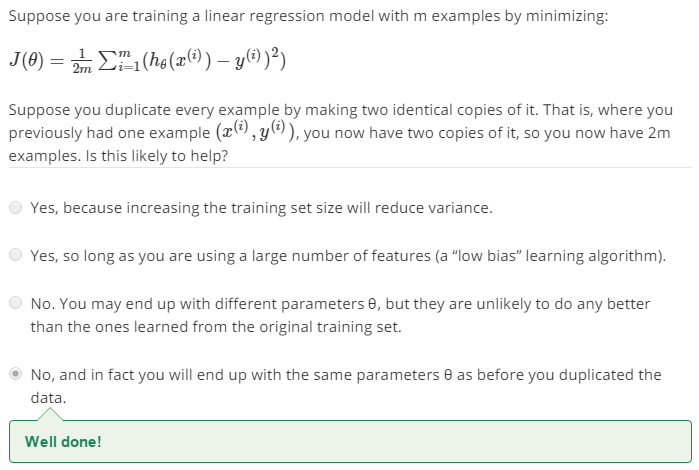 Suppose you are training a linear regression model with m examples by minimizing:
J(θ) = 1/2m ∑ᵐᵢ₌₁(h_θ(x⁽ⁱ⁾) − y⁽ⁱ⁾)²)
Suppose you duplicate every example by making two identical copies of it. That is, where you
previously had one example (x⁽ⁱ⁾, y⁽ⁱ⁾), you now have two copies of it, so you now have 2m
examples. Is this likely to help?
Yes, because increasing the training set size will reduce variance.
Yes, so long as you are using a large number of features (a “low bias” learning algorithm).
No. You may end up with different parameters θ, but they are unlikely to do any better
than the ones learned from the original training set.
No, and in fact you will end up with the same parameters θ as before you duplicated the
data.
Well done!